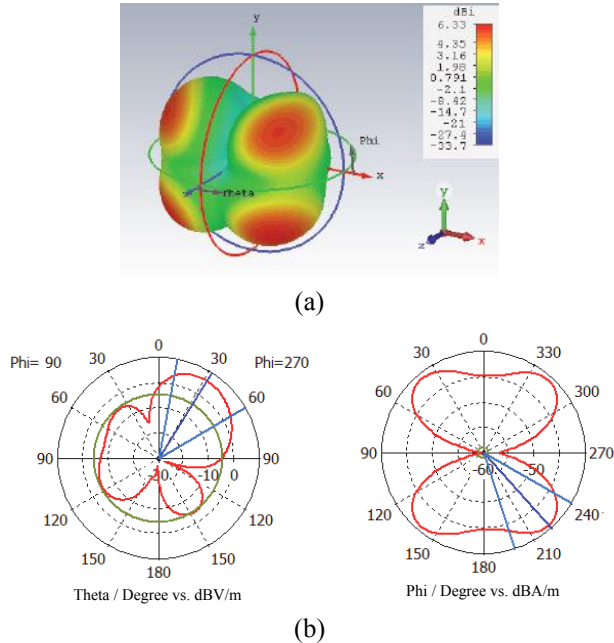 dBi
6.33
4.35
3.16
1.98
0.791
-2.1
-8.42
-14.7
-21
-27.4
-33.7
y
Phi
x
Theta
y
z
x
(a)
0
Phi= 90 30 30 Phi=270
60 60
90 90
-30 -10 0
120 120
150 150
180
Theta / Degree vs. dBV/m
0
30 330
60 300
90 270
-60 -50
120 240
150 210
180
Phi / Degree vs. dBA/m
(b)